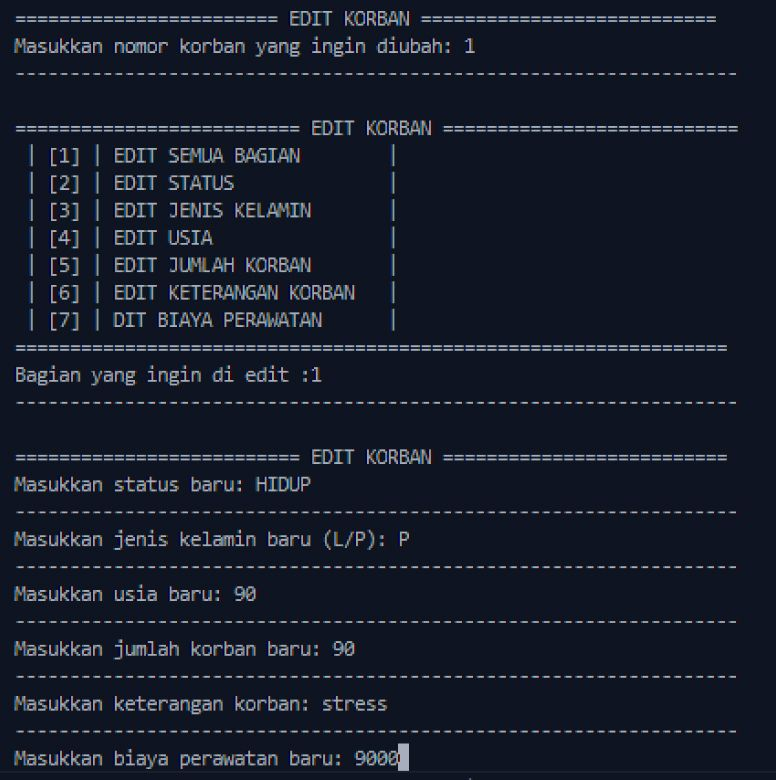 ======================== EDIT KORBAN ===========================
Masukkan nomor korban yang ingin diubah: 1
------------------------------------------------------------------
========================== EDIT KORBAN ===========================
| [1] | EDIT SEMUA BAGIAN |
| [2] | EDIT STATUS |
| [3] | EDIT JENIS KELAMIN |
| [4] | EDIT USIA |
| [5] | EDIT JUMLAH KORBAN |
| [6] | EDIT KETERANGAN KORBAN |
| [7] | DIT BIAYA PERAWATAN |
=================================================================
Bagian yang ingin di edit :1
------------------------------------------------------------------
========================== EDIT KORBAN ==========================
Masukkan status baru: HIDUP
------------------------------------------------------------------
Masukkan jenis kelamin baru (L/P): P
------------------------------------------------------------------
Masukkan usia baru: 90
------------------------------------------------------------------
Masukkan jumlah korban baru: 90
------------------------------------------------------------------
Masukkan keterangan korban: stress
------------------------------------------------------------------
Masukkan biaya perawatan baru: 9000